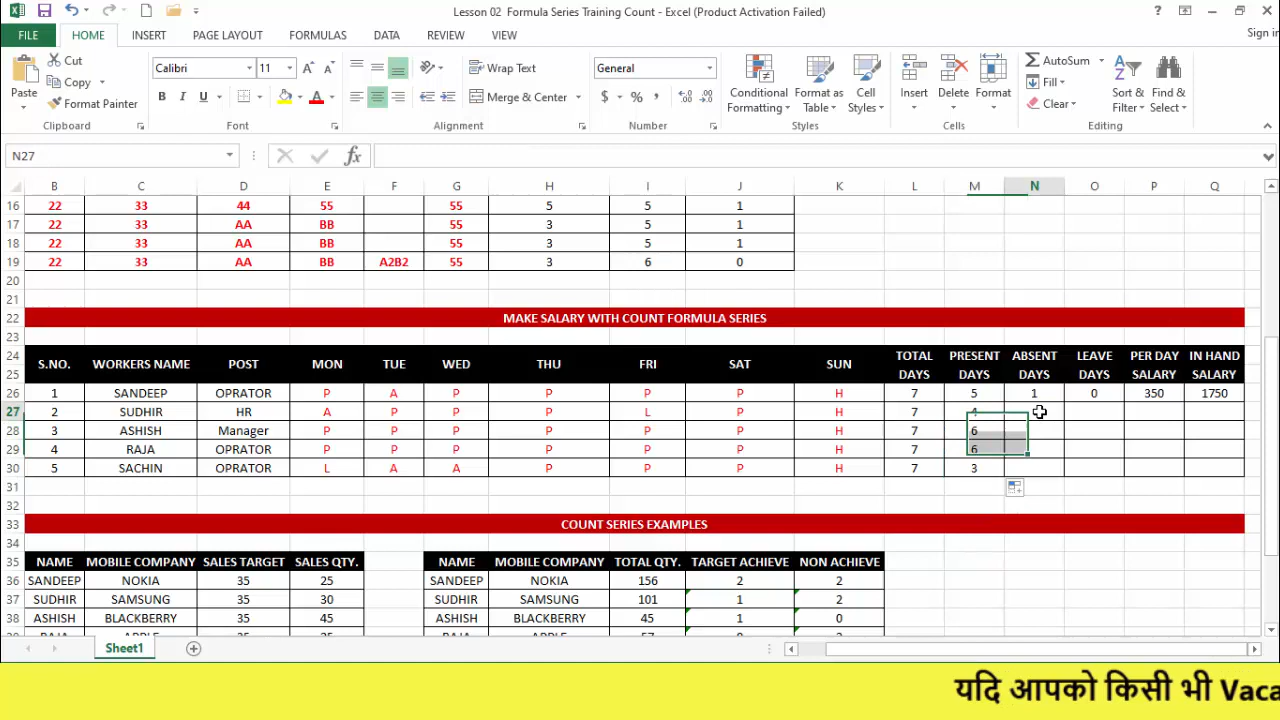 Lesson 02 Formula Series Training Count - Excel (Product Activation Failed)
?
FILE HOME INSERT PAGE LAYOUT FORMULAS DATA REVIEW VIEW Sign in
Paste Cut Copy Format Painter
Calibri 11 B I U A
Wrap Text Merge & Center
General $ % ,
Conditional Formatting Format as Table Cell Styles
Insert Delete Format
AutoSum Fill Clear Sort & Filter Find & Select
Clipboard Font Alignment Number Styles Cells Editing
N27 fx
B C D E F G H I J K L M N O P Q
16 22 33 44 55 55 5 5 1
17 22 33 AA BB 55 3 5 1
18 22 33 AA BB 55 3 5 1
19 22 33 AA BB A2B2 55 3 6 0
20
21
22 MAKE SALARY WITH COUNT FORMULA SERIES
23
24 S.NO. WORKERS NAME POST MON TUE WED THU FRI SAT SUN TOTAL PRESENT ABSENT LEAVE PER DAY IN HAND
25 DAYS DAYS DAYS DAYS SALARY SALARY
26 1 SANDEEP OPRATOR P A P P P P H 7 5 1 0 350 1750
27 2 SUDHIR HR A P P P L P H 7 4
28 3 ASHISH Manager P P P P P P H 7 6
29 4 RAJA OPRATOR P P P P P P H 7 6
30 5 SACHIN OPRATOR L A A P P P H 7 3
31
32
33 COUNT SERIES EXAMPLES
34
35 NAME MOBILE COMPANY SALES TARGET SALES QTY. NAME MOBILE COMPANY TOTAL QTY. TARGET ACHIEVE NON ACHIEVE
36 SANDEEP NOKIA 35 25 SANDEEP NOKIA 156 2 2
37 SUDHIR SAMSUNG 35 30 SUDHIR SAMSUNG 101 1 2
38 ASHISH BLACKBERRY 35 45 ASHISH BLACKBERRY 45 1 0
Sheet1
यदि आपको किसी भी Vaca